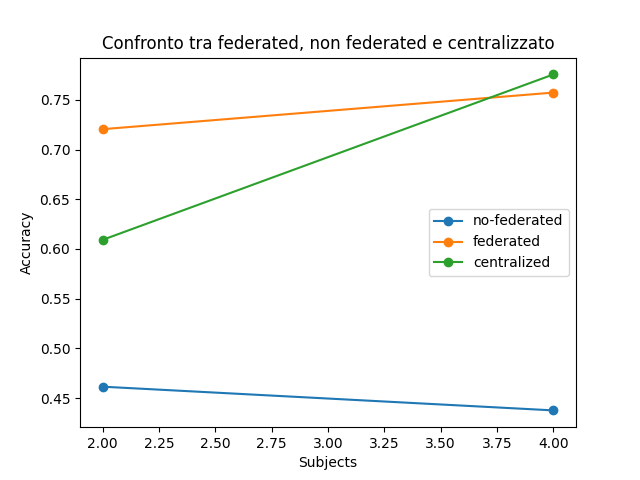 Confronto tra federated, non federated e centralizzato
Accuracy
0.75
0.70
0.65
0.60
0.55
0.50
0.45
no-federated
federated
centralized
2.00 2.25 2.50 2.75 3.00 3.25 3.50 3.75 4.00
Subjects